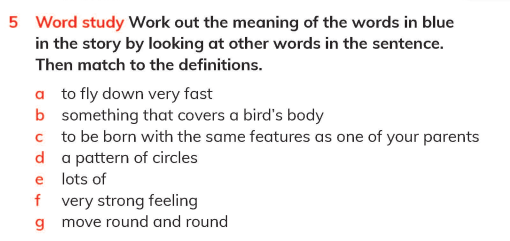 5 Word study Work out the meaning of the words in blue
in the story by looking at other words in the sentence.
Then match to the definitions.
a to fly down very fast
b something that covers a bird's body
c to be born with the same features as one of your parents
d a pattern of circles
e lots of
f very strong feeling
g move round and round